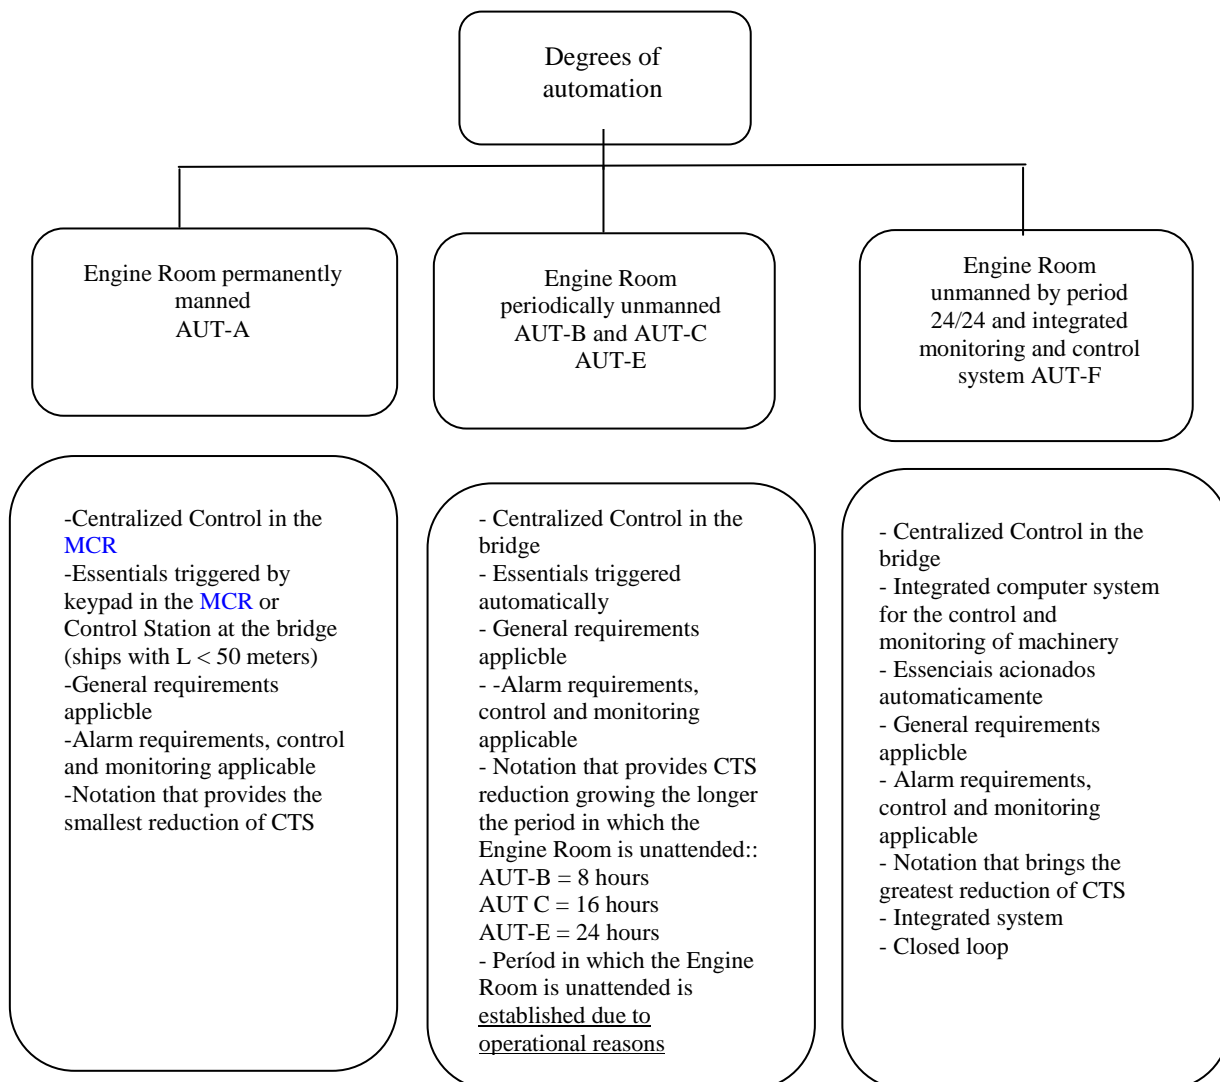 Degrees of
automation
Engine Room permanently
manned
AUT-A
Engine Room
periodically unmanned
AUT-B and AUT-C
AUT-E
Engine Room
unmanned by period
24/24 and integrated
monitoring and control
system AUT-F
-Centralized Control in the
MCR
-Essentials triggered by
keypad in the MCR or
Control Station at the bridge
(ships with L < 50 meters)
-General requirements
applicble
-Alarm requirements, control
and monitoring applicable
-Notation that provides the
smallest reduction of CTS
- Centralized Control in the
bridge
- Essentials triggered
automatically
- General requirements
applicble
- -Alarm requirements,
control and monitoring
applicable
- Notation that provides CTS
reduction growing the longer
the period in which the
Engine Room is unattended::
AUT-B = 8 hours
AUT C = 16 hours
AUT-E = 24 hours
- Períod in which the Engine
Room is unattended is
established due to
operational reasons
- Centralized Control in the
bridge
- Integrated computer system
for the control and
monitoring of machinery
- Essenciais acionados
automaticamente
- General requirements
applicble
- Alarm requirements,
control and monitoring
applicable
- Notation that brings the
greatest reduction of CTS
- Integrated system
- Closed loop